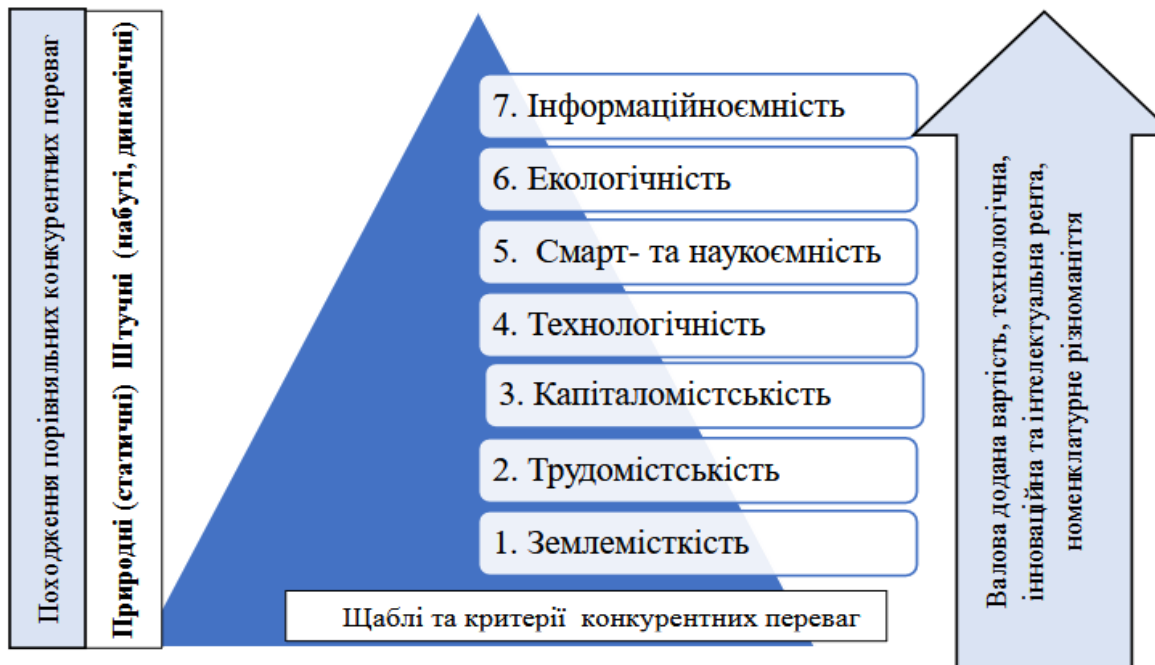 Походження порівняльних конкурентних переваг
Природні (статичні) Штучні (набуті, динамічні)
7. Інформаційноємність
6. Екологічність
5. Смарт- та наукоємність
4. Технологічність
3. Капіталомістськість
2. Трудомістськість
1. Землемісткість
Щаблі та критерії конкурентних переваг
Валова додана вартість, технологічна,
інноваційна та інтелектуальна рента,
номенклатурне різноманіття